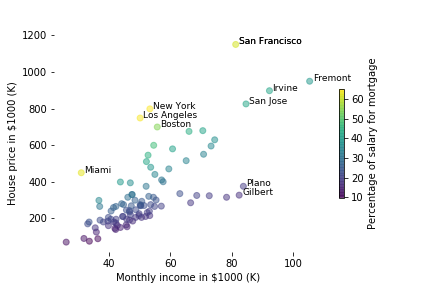 1200
1000
800
600
400
200
House price in $1000 (K)
40
60
80
100
Monthly income in $1000 (K)
San Francisco
Fremont
Irvine
San Jose
New York
Los Angeles
Boston
Miami
Plano
Gilbert
60
50
40
30
20
10
Percentage of salary for mortgage